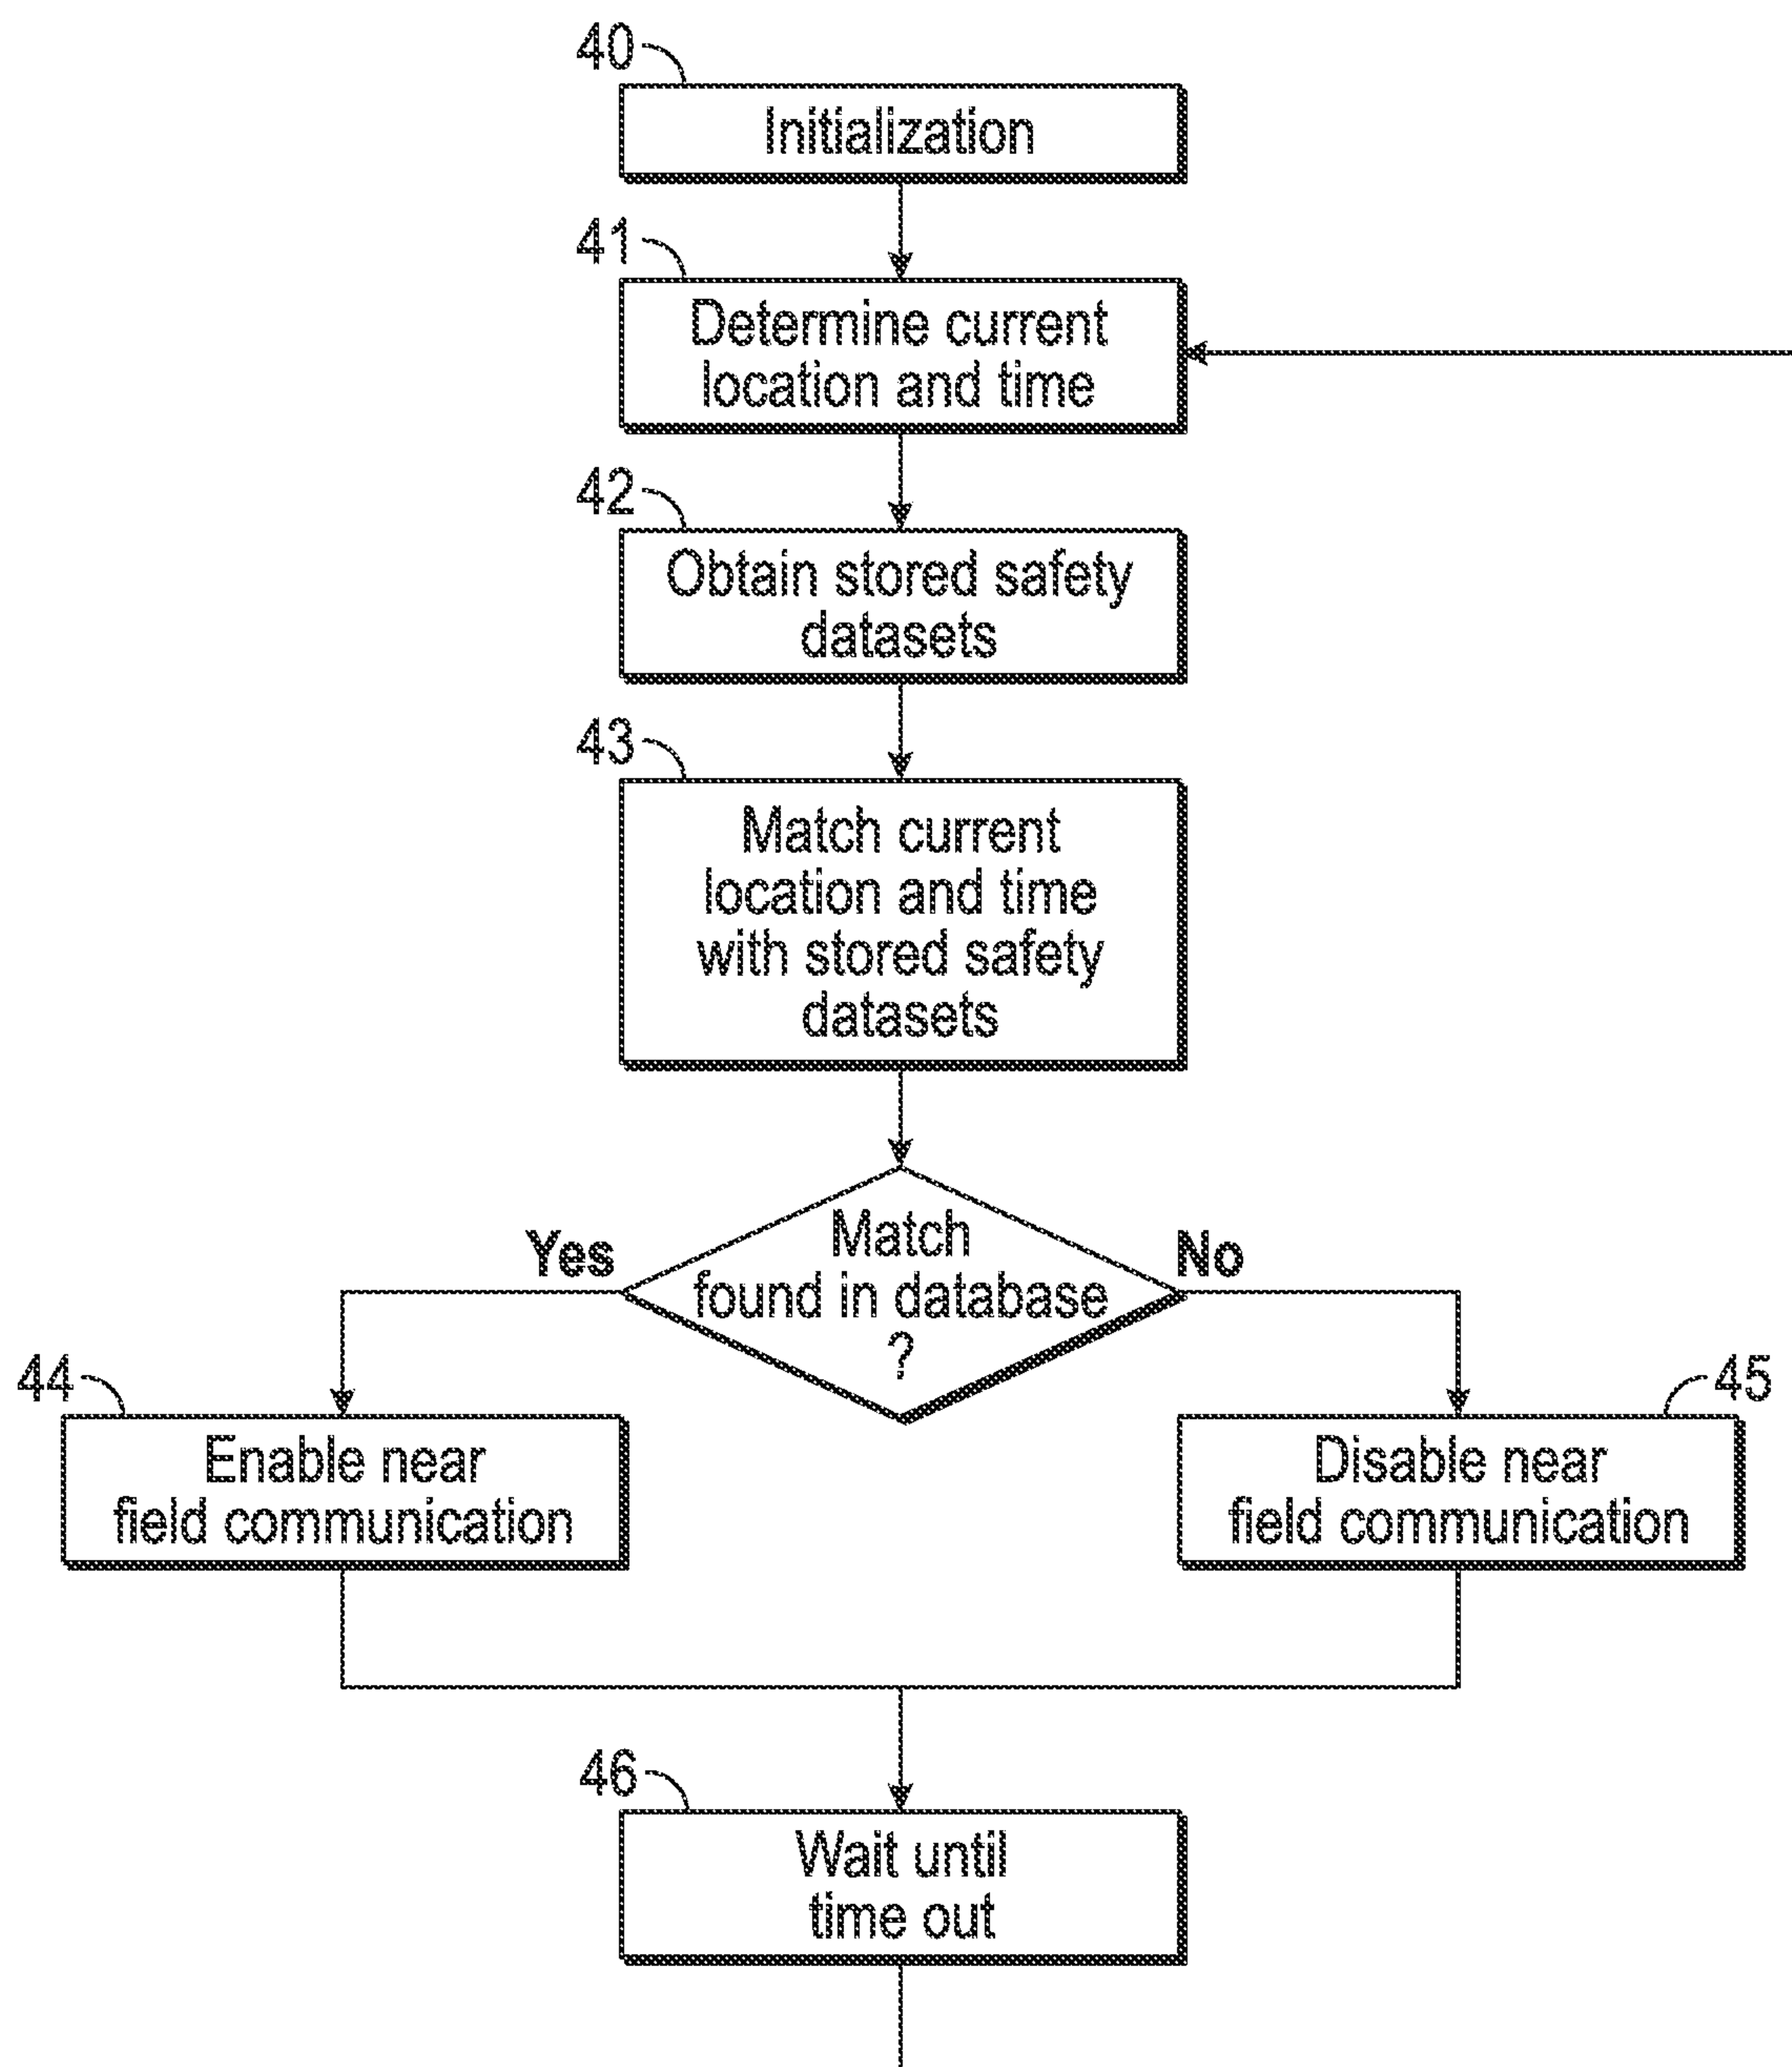 40
Initialization
41
Determine current
location and time
42
Obtain stored safety
datasets
43
Match current
location and time
with stored safety
datasets
Yes
Match
found in database
?
No
44
Enable near
field communication
45
Disable near
field communication
46
Wait until
time out